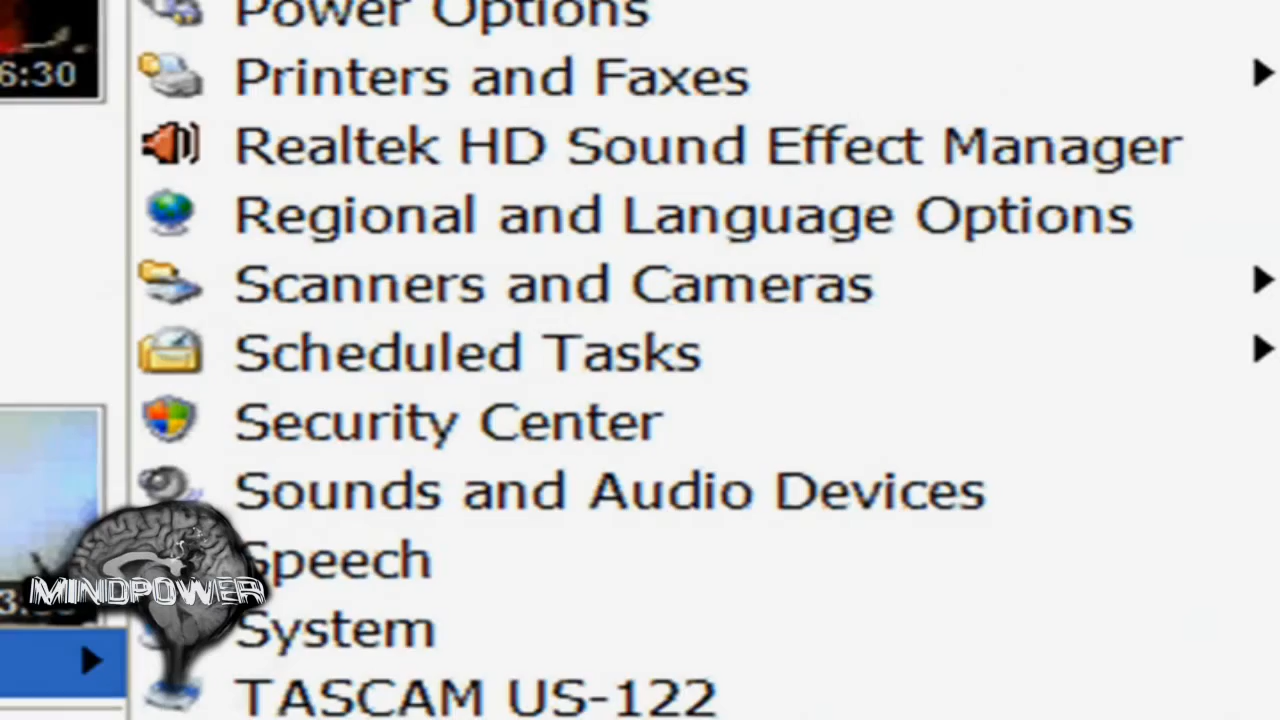 Power Options
6:30
Printers and Faxes
Realtek HD Sound Effect Manager
Regional and Language Options
Scanners and Cameras
Scheduled Tasks
Security Center
Sounds and Audio Devices
Speech
MINDPOWER
System
TASCAM US-122